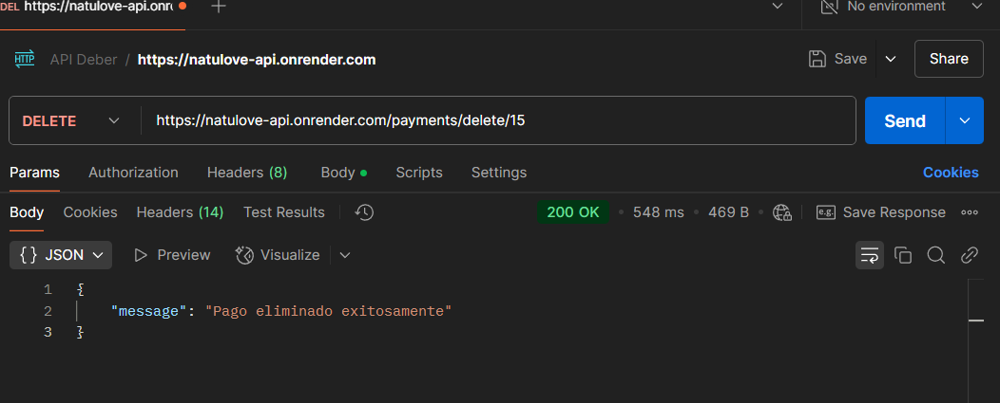 DEL https://natulove-api.onr
No environment
HTTP API Deber / https://natulove-api.onrender.com Save Share
DELETE https://natulove-api.onrender.com/payments/delete/15 Send
Params Authorization Headers (8) Body Scripts Settings Cookies
Body Cookies Headers (14) Test Results 200 OK • 548 ms • 469 B e.g. Save Response
{} JSON Preview Visualize
1 {
2 "message": "Pago eliminado exitosamente"
3 }